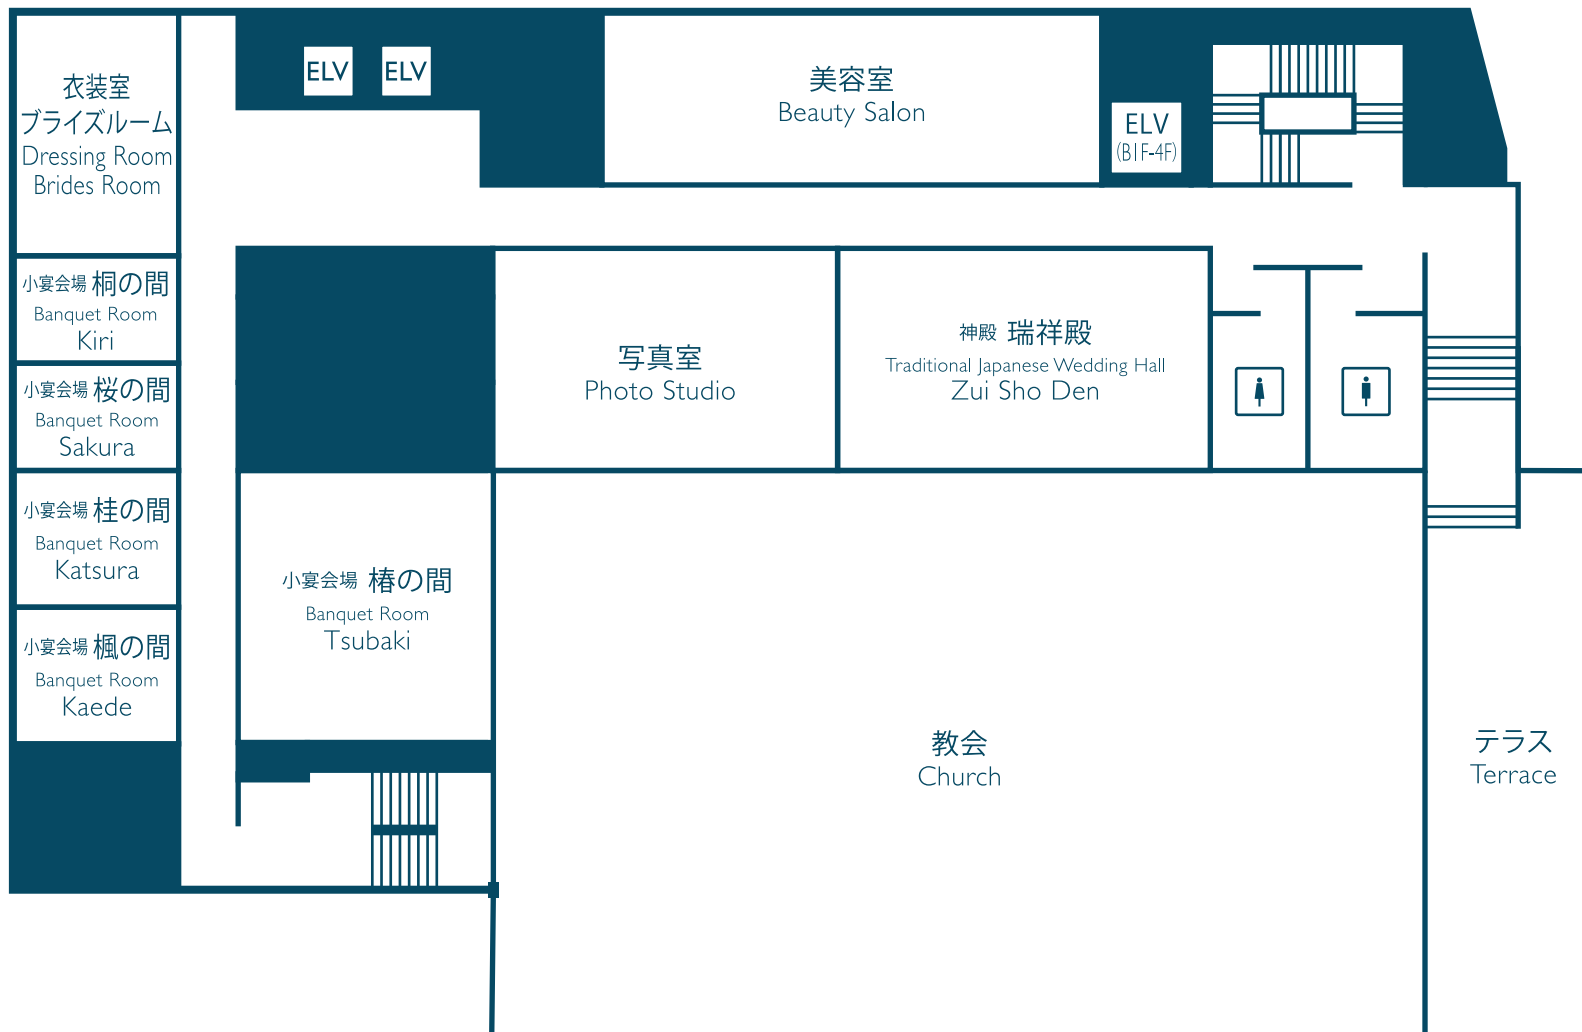 衣装室
ブライズルーム
Dressing Room
Brides Room
ELV
ELV
美容室
Beauty Salon
ELV
(B1F-4F)
小宴会場 桐の間
Banquet Room
Kiri
小宴会場 桜の間
Banquet Room
Sakura
小宴会場 桂の間
Banquet Room
Katsura
小宴会場 楓の間
Banquet Room
Kaede
写真室
Photo Studio
神殿 瑞祥殿
Traditional Japanese Wedding Hall
Zui Sho Den
小宴会場 椿の間
Banquet Room
Tsubaki
教会
Church
テラス
Terrace